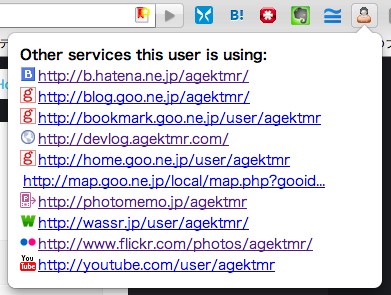 B!
Other services this user is using:
http://b.hatena.ne.jp/agektmr/
http://blog.goo.ne.jp/agektmr/
http://bookmark.goo.ne.jp/user/agektmr
http://devlog.agektmr.com/
http://home.goo.ne.jp/user/agektmr
http://map.goo.ne.jp/local/map.php?gooid...
http://photomemo.jp/agektmr/
http://wassr.jp/user/agektmr/
http://www.flickr.com/photos/agektmr/
You Tube http://youtube.com/user/agektmr